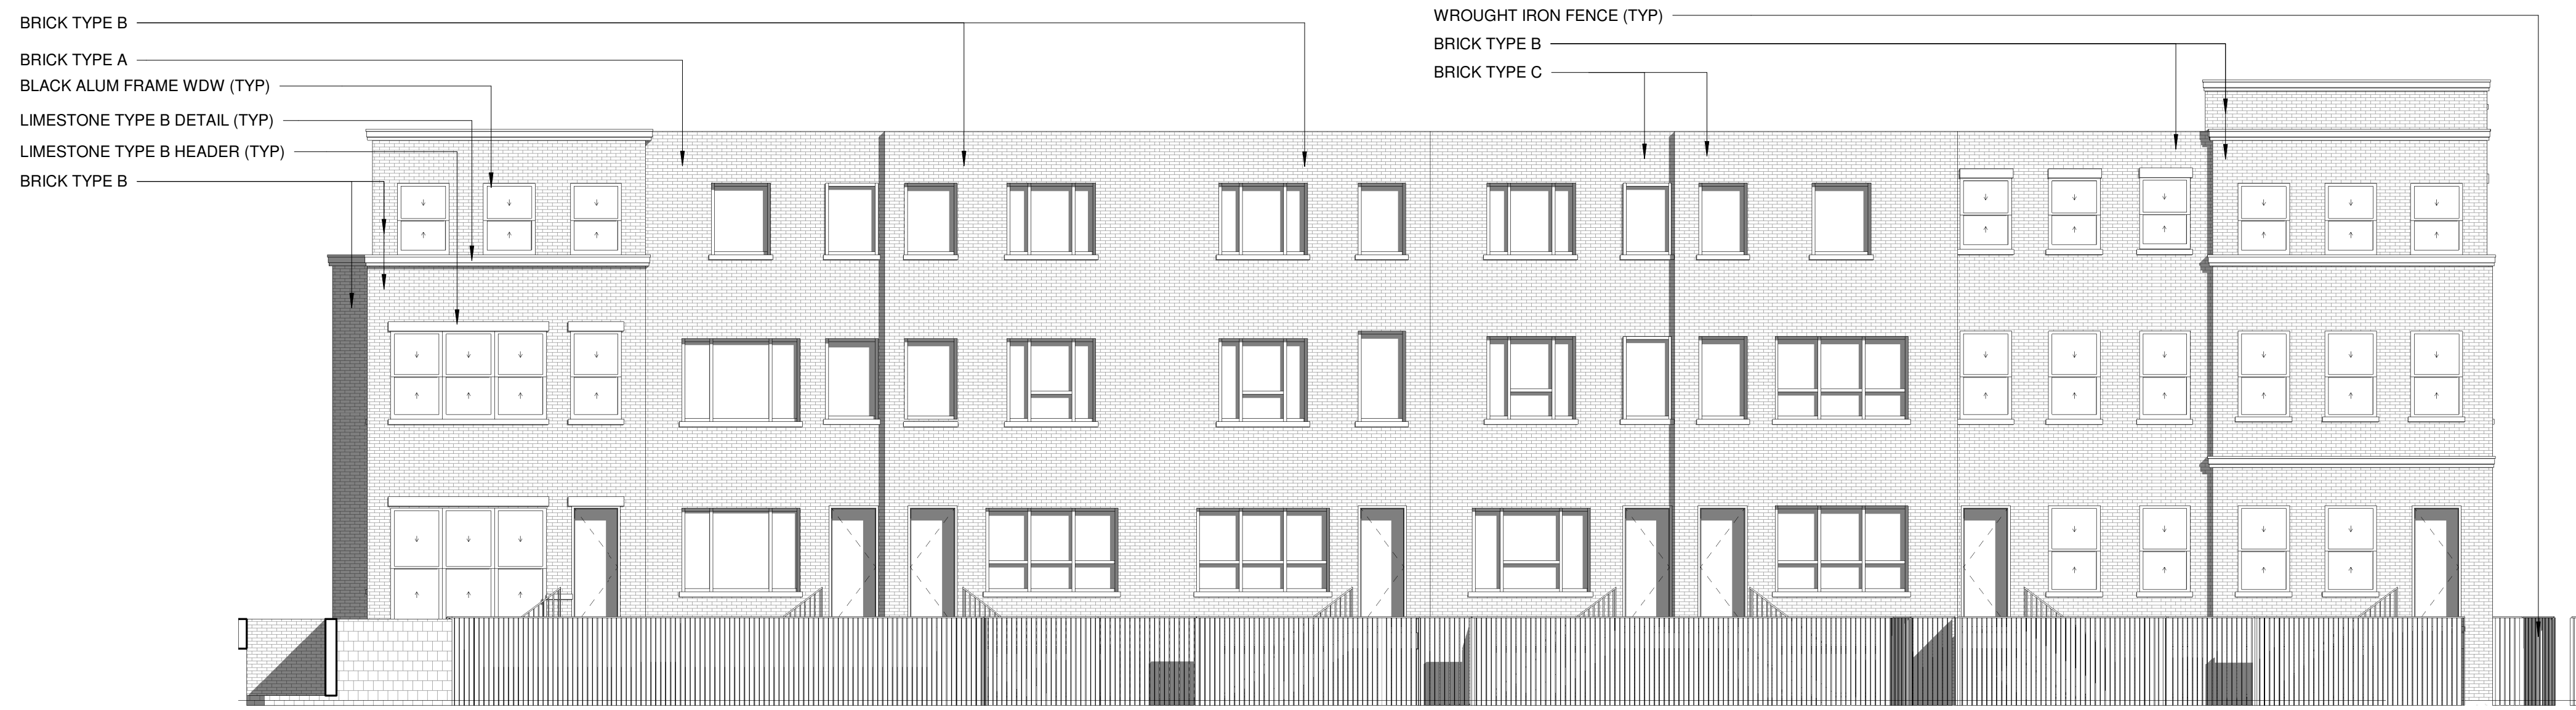 BRICK TYPE B
BRICK TYPE A
BLACK ALUM FRAME WDW (TYP)
LIMESTONE TYPE B DETAIL (TYP)
LIMESTONE TYPE B HEADER (TYP)
BRICK TYPE B
WROUGHT IRON FENCE (TYP)
BRICK TYPE B
BRICK TYPE C